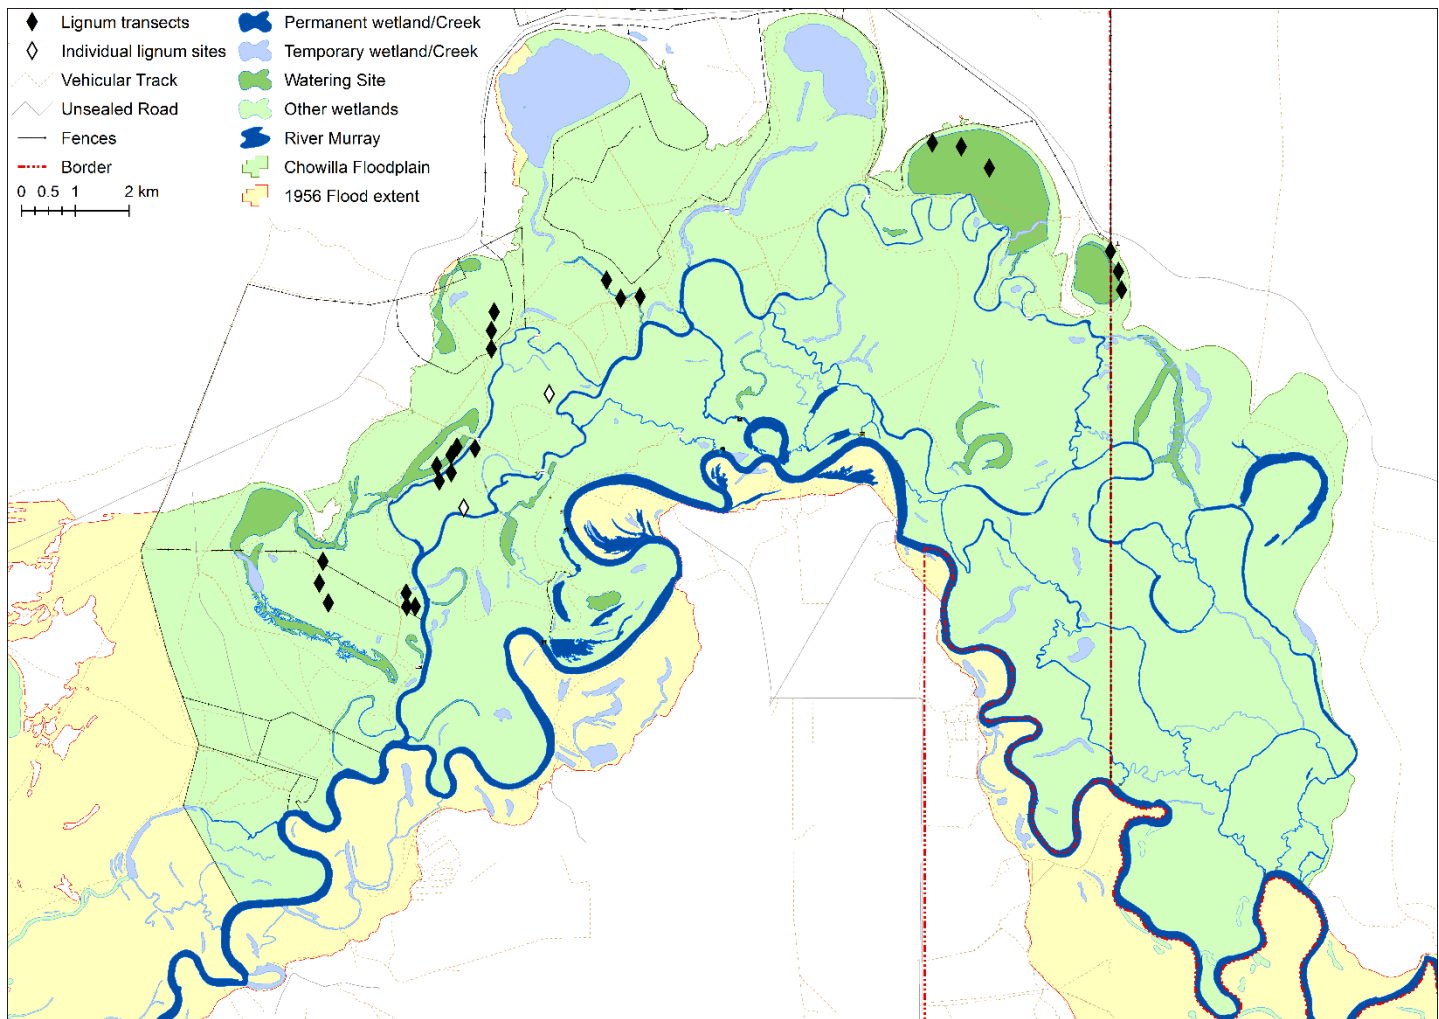 Lignum transects
Individual lignum sites
Vehicular Track
Unsealed Road
Fences
Border
0 0.5 1 2 km
Permanent wetland/Creek
Temporary wetland/Creek
Watering Site
Other wetlands
River Murray
Chowilla Floodplain
1956 Flood extent